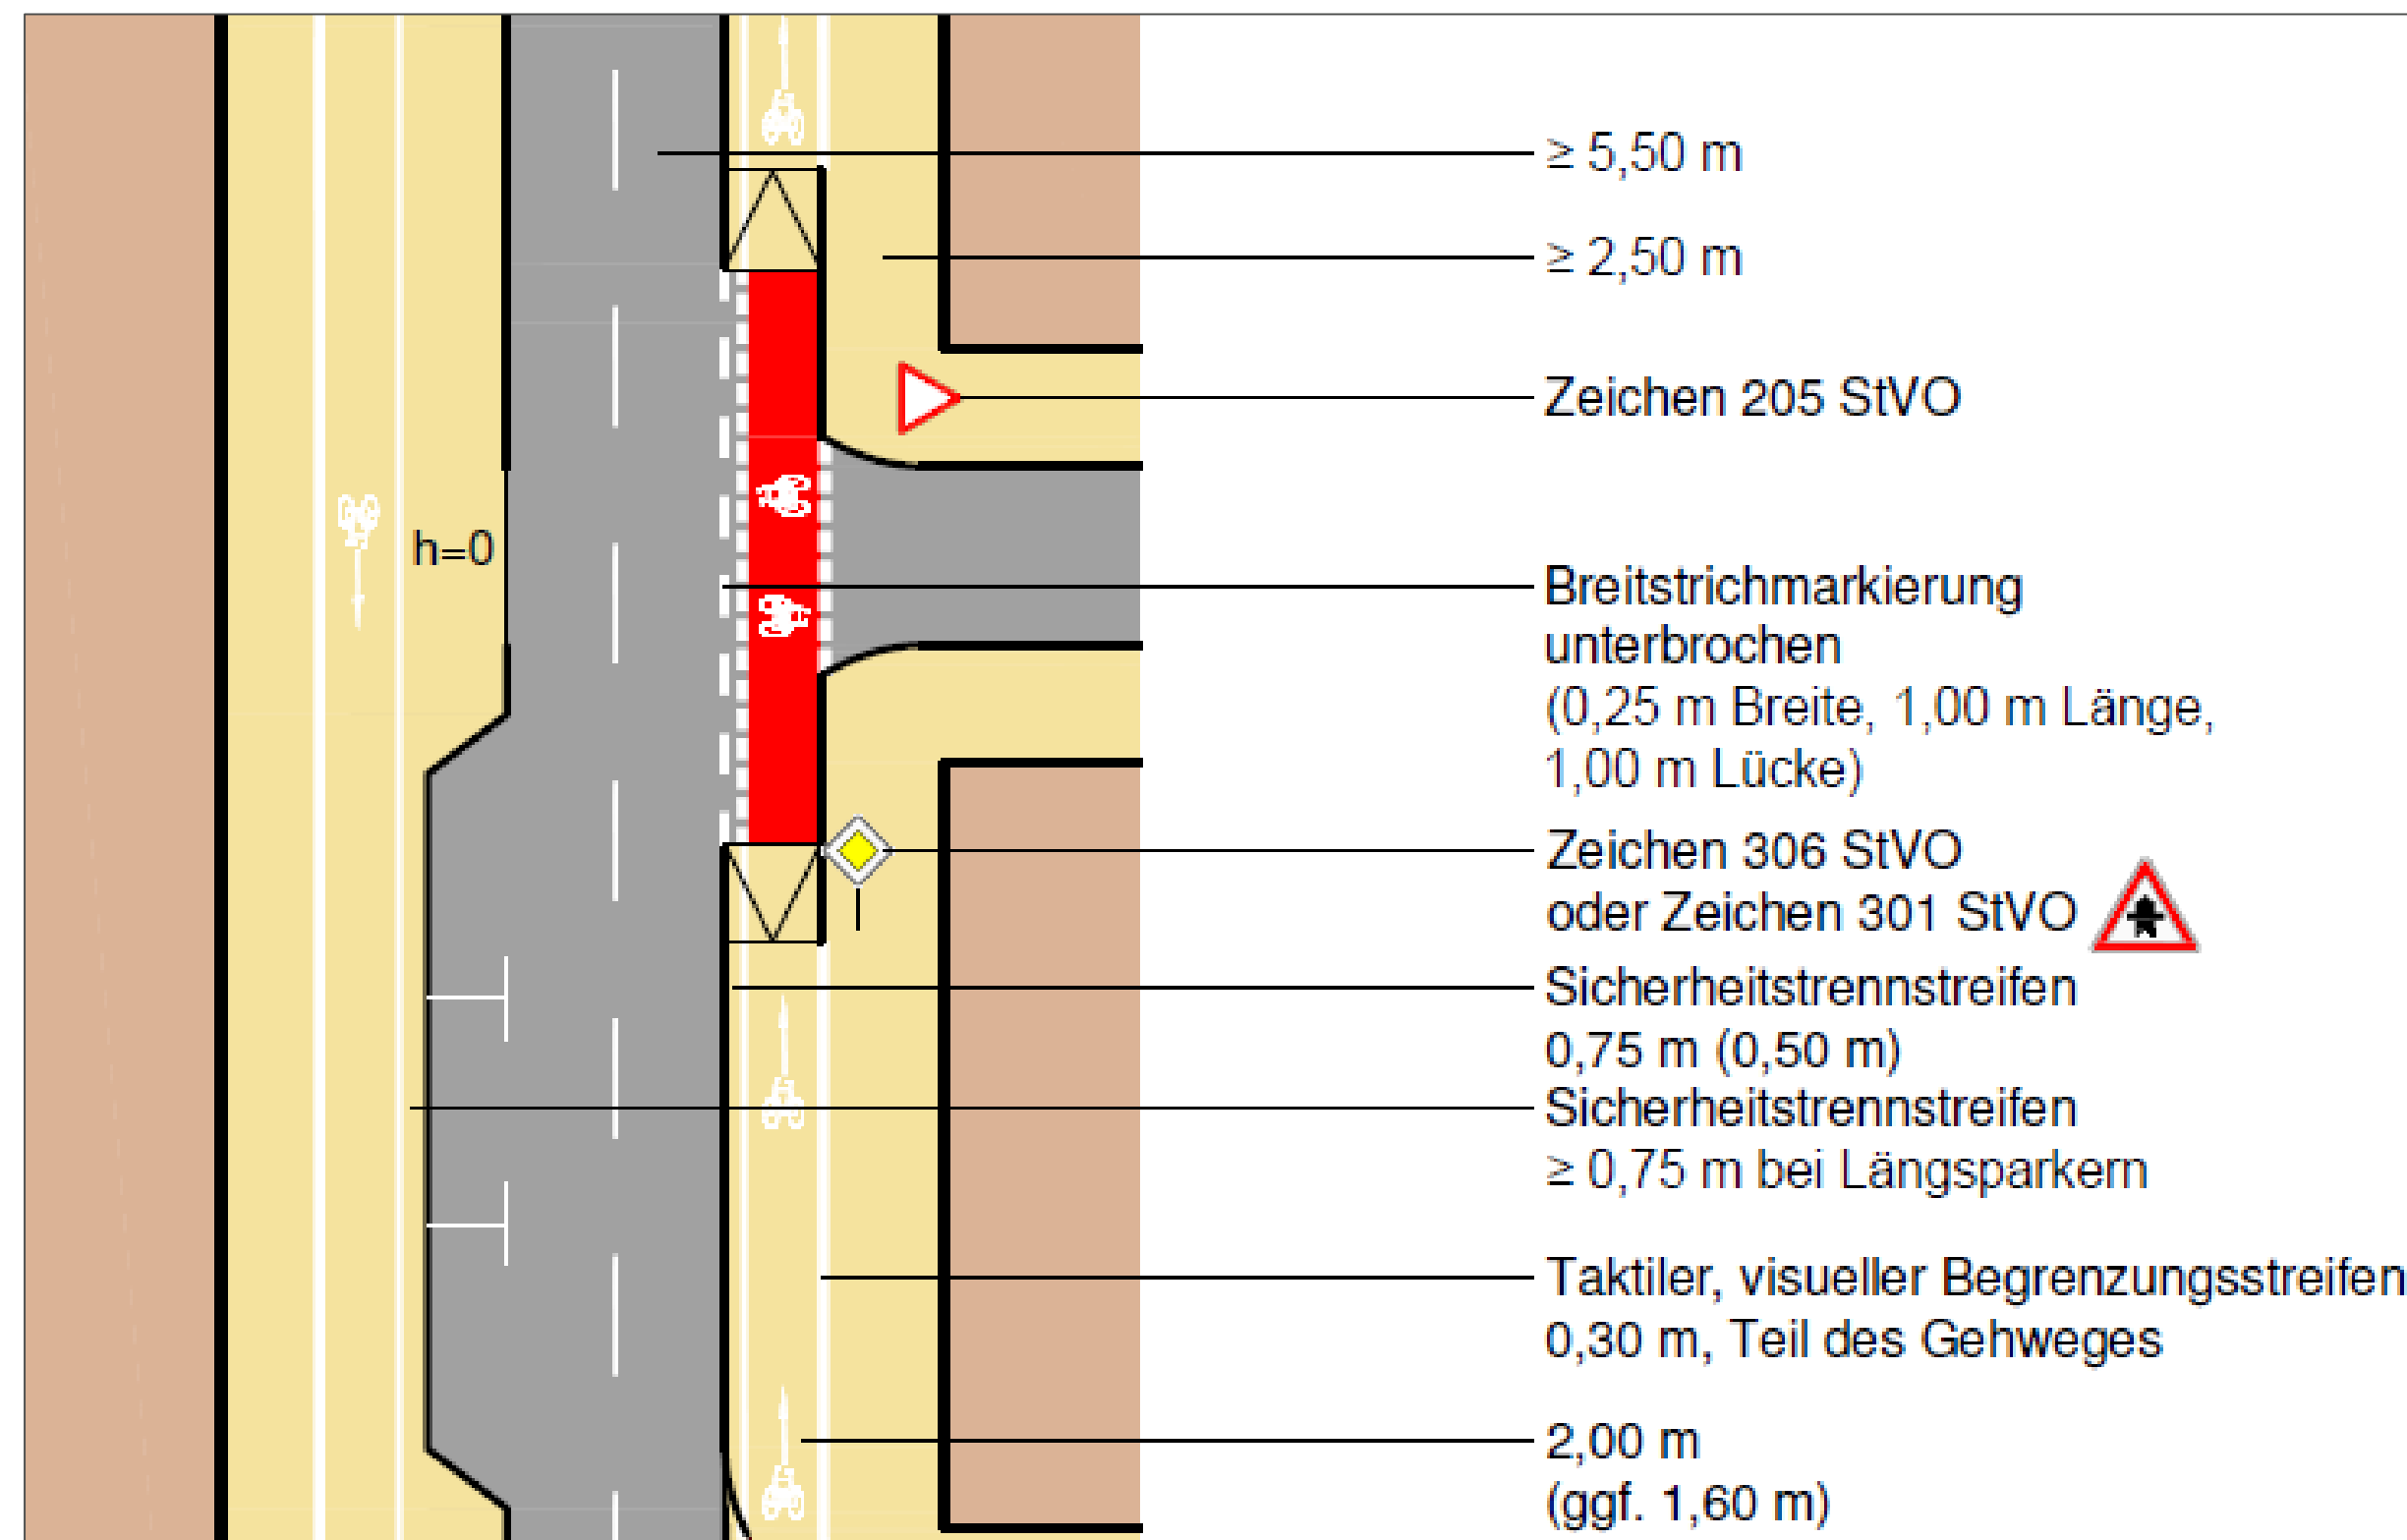 ≥ 5,50 m
≥ 2,50 m
Zeichen 205 StVO
h=0
Breitstrichmarkierung
unterbrochen
(0,25 m Breite, 1,00 m Länge,
1,00 m Lücke)
Zeichen 306 StVO
oder Zeichen 301 StVO
Sicherheitstrennstreifen
0,75 m (0,50 m)
Sicherheitstrennstreifen
≥ 0,75 m bei Längsparkern
Taktiler, visueller Begrenzungsstreifen
0,30 m, Teil des Gehweges
2,00 m
(ggf. 1,60 m)